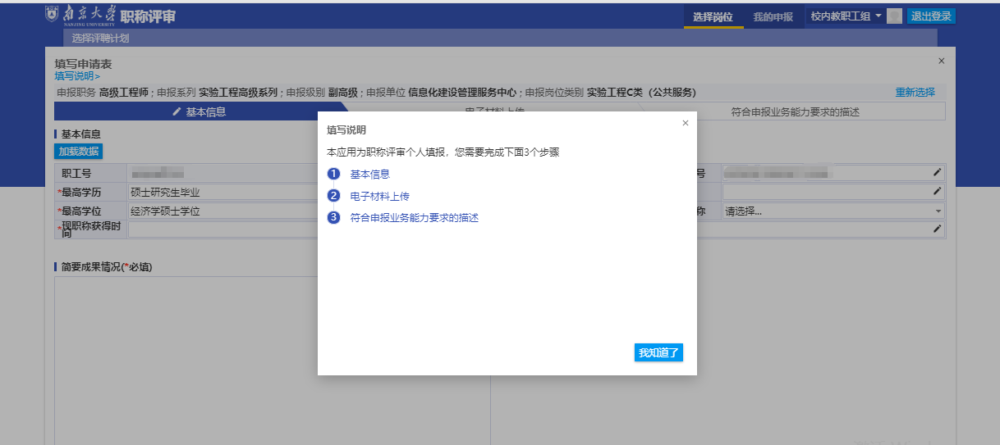 南京大学 职称评审
NANJING UNIVERSITY
选择岗位 我的申报 校内教职工组 退出登录
选择评聘计划
填写申请表 ×
填写说明>
申报职务 高级工程师 ; 申报系列 实验工程高级系列 ; 申报级别 副高级 ; 申报单位 信息化建设管理服务中心 ; 申报岗位类别 实验工程C类（公共服务） 重新选择
基本信息 电子材料上传 符合申报业务能力要求的描述
基本信息
加载数据
职工号 号
*最高学历 硕士研究生毕业
*最高学位 经济学硕士学位 称 请选择...
*现职称获得时间
简要成果情况(*必填)
填写说明 ×
本应用为职称评审个人填报，您需要完成下面3个步骤
1 基本信息
2 电子材料上传
3 符合申报业务能力要求的描述
我知道了